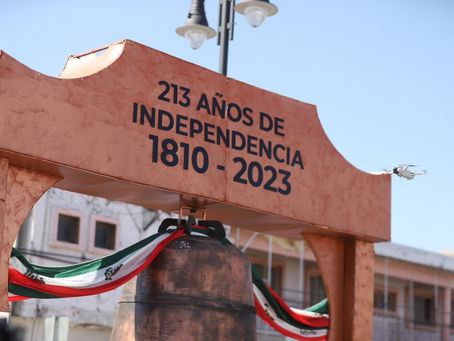 213 AÑOS DE
INDEPENDENCIA
1810 - 2023